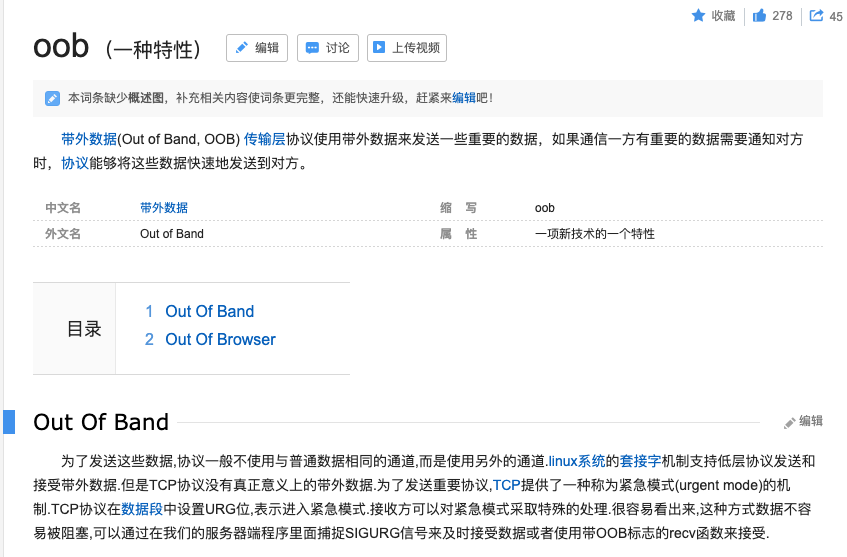 收藏 278 45
oob (一种特性) 编辑 讨论 上传视频
本词条缺少概述图，补充相关内容使词条更完整，还能快速升级，赶紧来编辑吧！
带外数据(Out of Band, OOB) 传输层协议使用带外数据来发送一些重要的数据，如果通信一方有重要的数据需要通知对方
时，协议能够将这些数据快速地发送到对方。
中文名 带外数据 缩 写 oob
外文名 Out of Band 属 性 一项新技术的一个特性
目录
1 Out Of Band
2 Out Of Browser
Out Of Band 编辑
为了发送这些数据,协议一般不使用与普通数据相同的通道,而是使用另外的通道.linux系统的套接字机制支持低层协议发送和
接受带外数据.但是TCP协议没有真正意义上的带外数据.为了发送重要协议,TCP提供了一种称为紧急模式(urgent mode)的机
制.TCP协议在数据段中设置URG位,表示进入紧急模式.接收方可以对紧急模式采取特殊的处理.很容易看出来,这种方式数据不容
易被阻塞,可以通过在我们的服务器端程序里面捕捉SIGURG信号来及时接受数据或者使用带OOB标志的recv函数来接受.